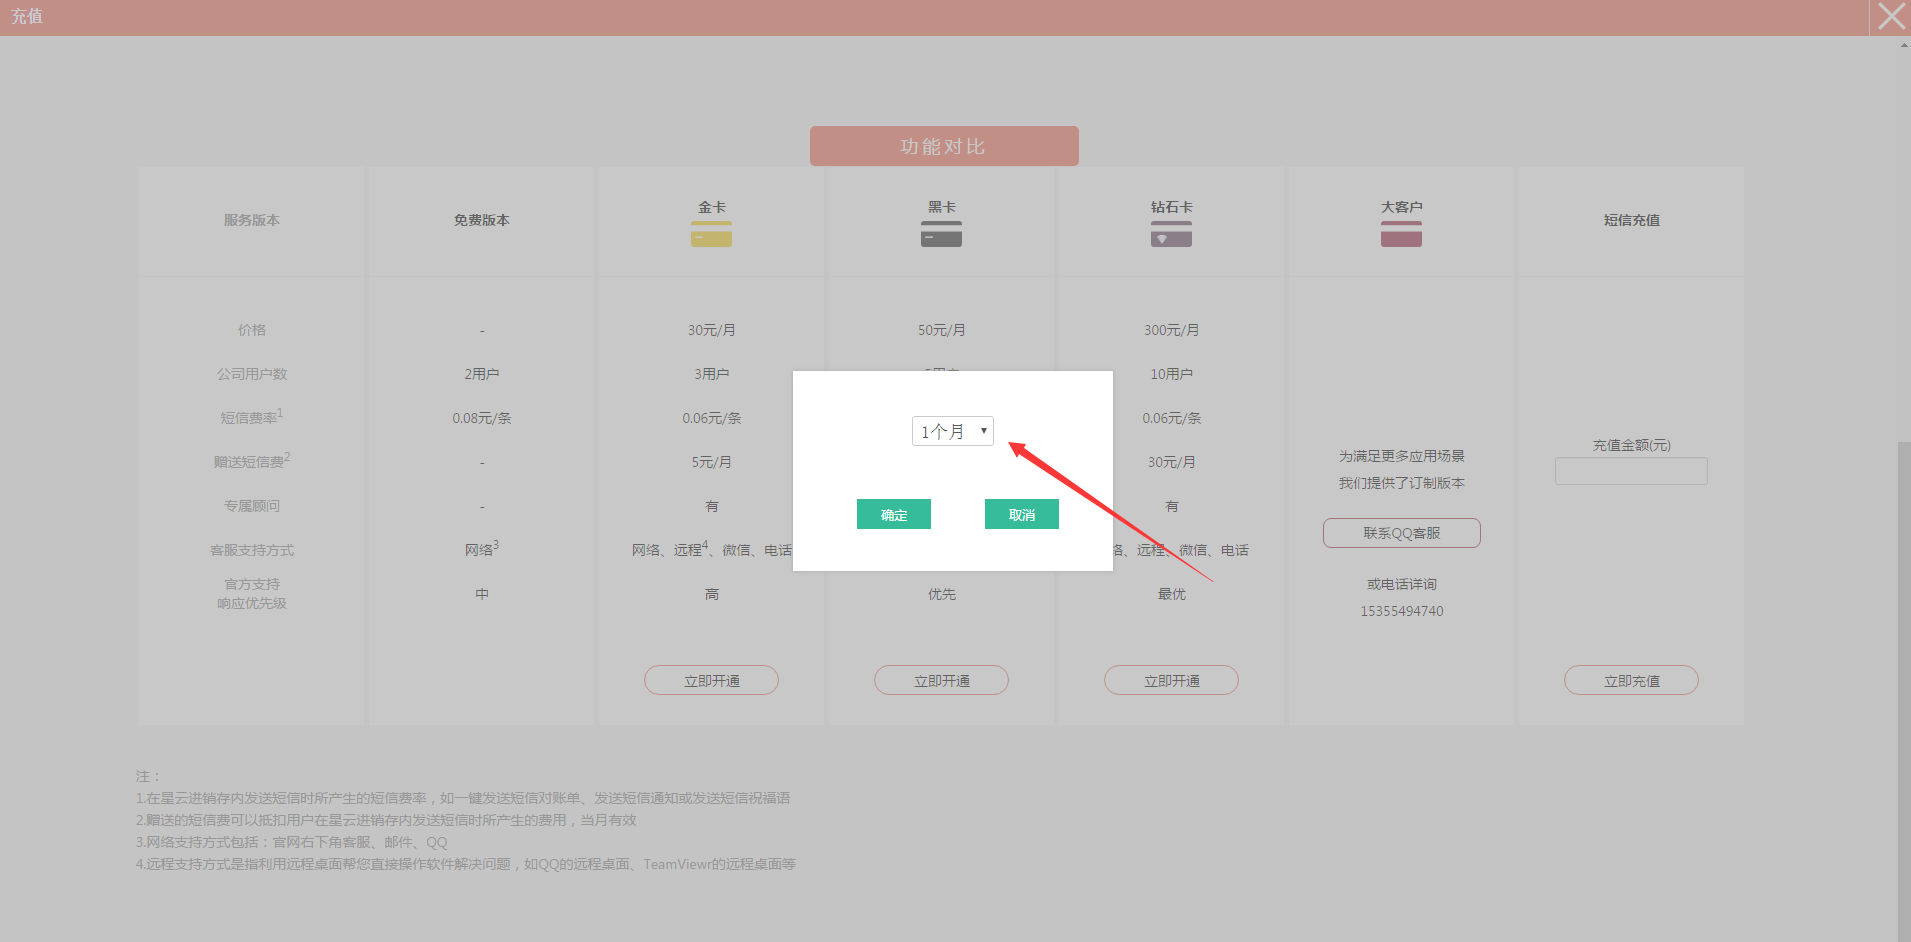 充值
功能对比
服务版本
免费版本
金卡
黑卡
钻石卡
大客户
短信充值
价格
-
30元/月
50元/月
300元/月
公司用户数
2用户
3用户
10用户
短信费率1
0.08元/条
0.06元/条
0.06元/条
赠送短信费2
-
5元/月
30元/月
专属顾问
-
有
有
客服支持方式
网络3
网络、远程4、微信、电话
、远程、微信、电话
官方支持
响应优先级
中
高
优先
最优
1个月
确定
取消
为满足更多应用场景
我们提供了订制版本
联系QQ客服
或电话详询
15355494740
充值金额(元)
立即开通
立即开通
立即开通
立即充值
注：
1.在星云进销存内发送短信时所产生的短信费率，如一键发送短信对账单、发送短信通知或发送短信祝福语
2.赠送的短信费可以抵扣用户在星云进销存内发送短信时所产生的费用，当月有效
3.网络支持方式包括：官网右下角客服、邮件、QQ
4.远程支持方式是指利用远程桌面帮您直接操作软件解决问题，如QQ的远程桌面、TeamViewr的远程桌面等